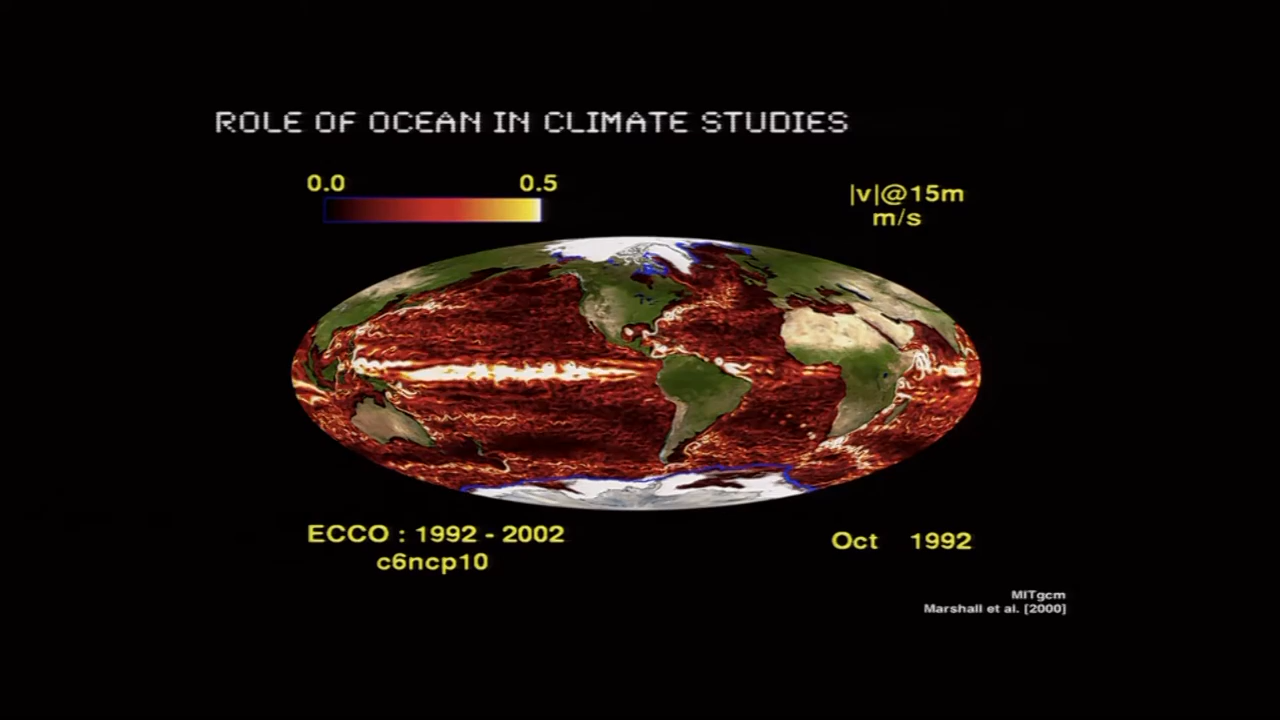 ROLE OF OCEAN IN CLIMATE STUDIES
0.0 0.5
|v|@15m
m/s
ECCO : 1992 - 2002
c6ncp10
Oct 1992
MITgcm
Marshall et al. [2000]